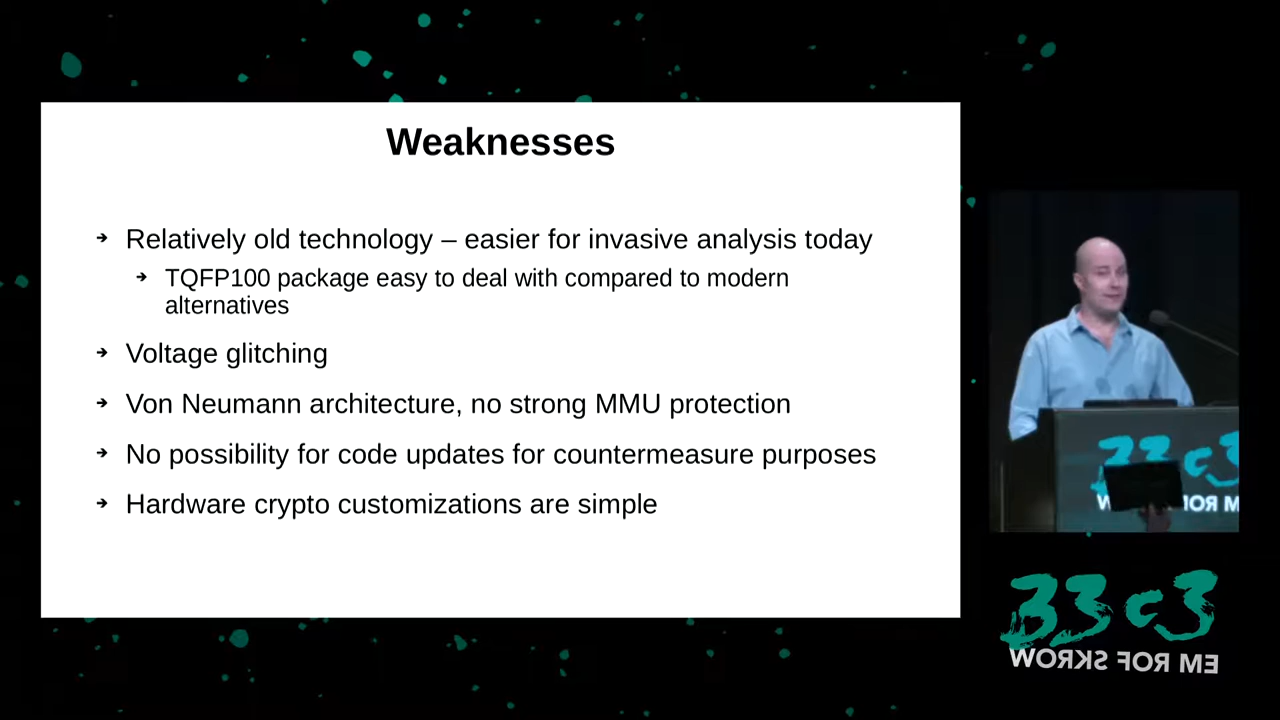 Weaknesses
Relatively old technology – easier for invasive analysis today
TQFP100 package easy to deal with compared to modern
alternatives
Voltage glitching
Von Neumann architecture, no strong MMU protection
No possibility for code updates for countermeasure purposes
Hardware crypto customizations are simple
33c3
WORKS FOR ME